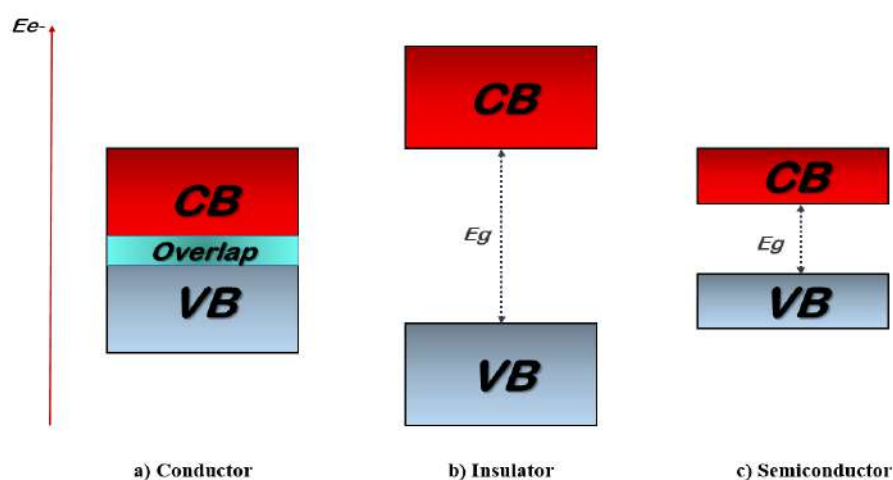 Ee-
CB
Overlap
VB
a) Conductor
CB
Eg
VB
b) Insulator
CB
Eg
VB
c) Semiconductor